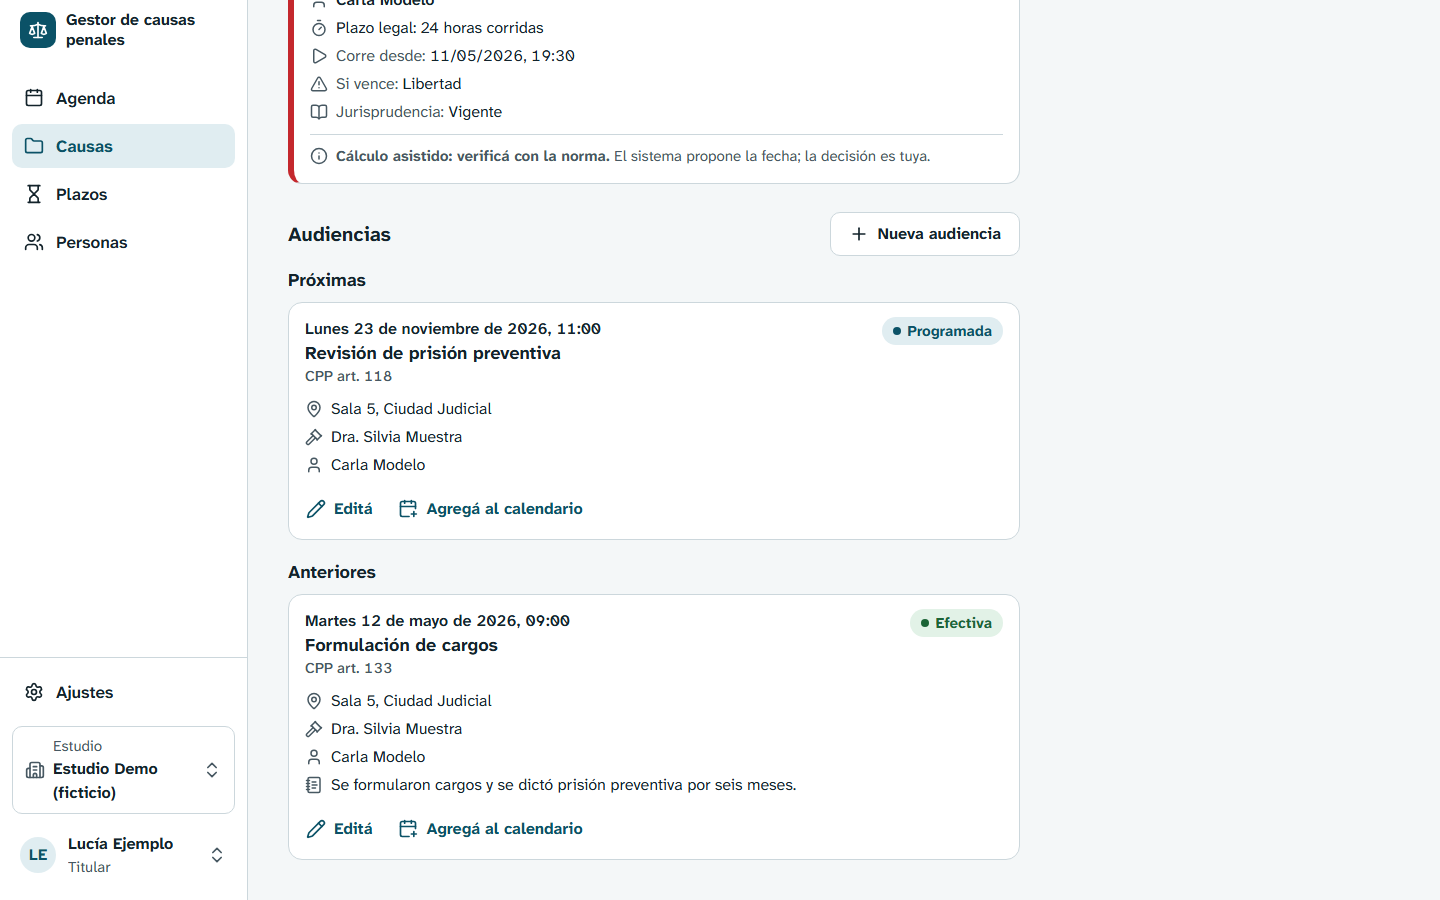 Gestor de causas
penales
Agenda
Causas
Plazos
Personas
Ajustes
Estudio
Estudio Demo
(ficticio)
LE
Lucía Ejemplo
Titular
Carla Modelo
Plazo legal: 24 horas corridas
Corre desde: 11/05/2026, 19:30
Si vence: Libertad
Jurisprudencia: Vigente
Cálculo asistido: verificá con la norma. El sistema propone la fecha; la decisión es tuya.
Audiencias
Nueva audiencia
Próximas
Lunes 23 de noviembre de 2026, 11:00
Programada
Revisión de prisión preventiva
CPP art. 118
Sala 5, Ciudad Judicial
Dra. Silvia Muestra
Carla Modelo
Editá
Agregá al calendario
Anteriores
Martes 12 de mayo de 2026, 09:00
Efectiva
Formulación de cargos
CPP art. 133
Sala 5, Ciudad Judicial
Dra. Silvia Muestra
Carla Modelo
Se formularon cargos y se dictó prisión preventiva por seis meses.
Editá
Agregá al calendario